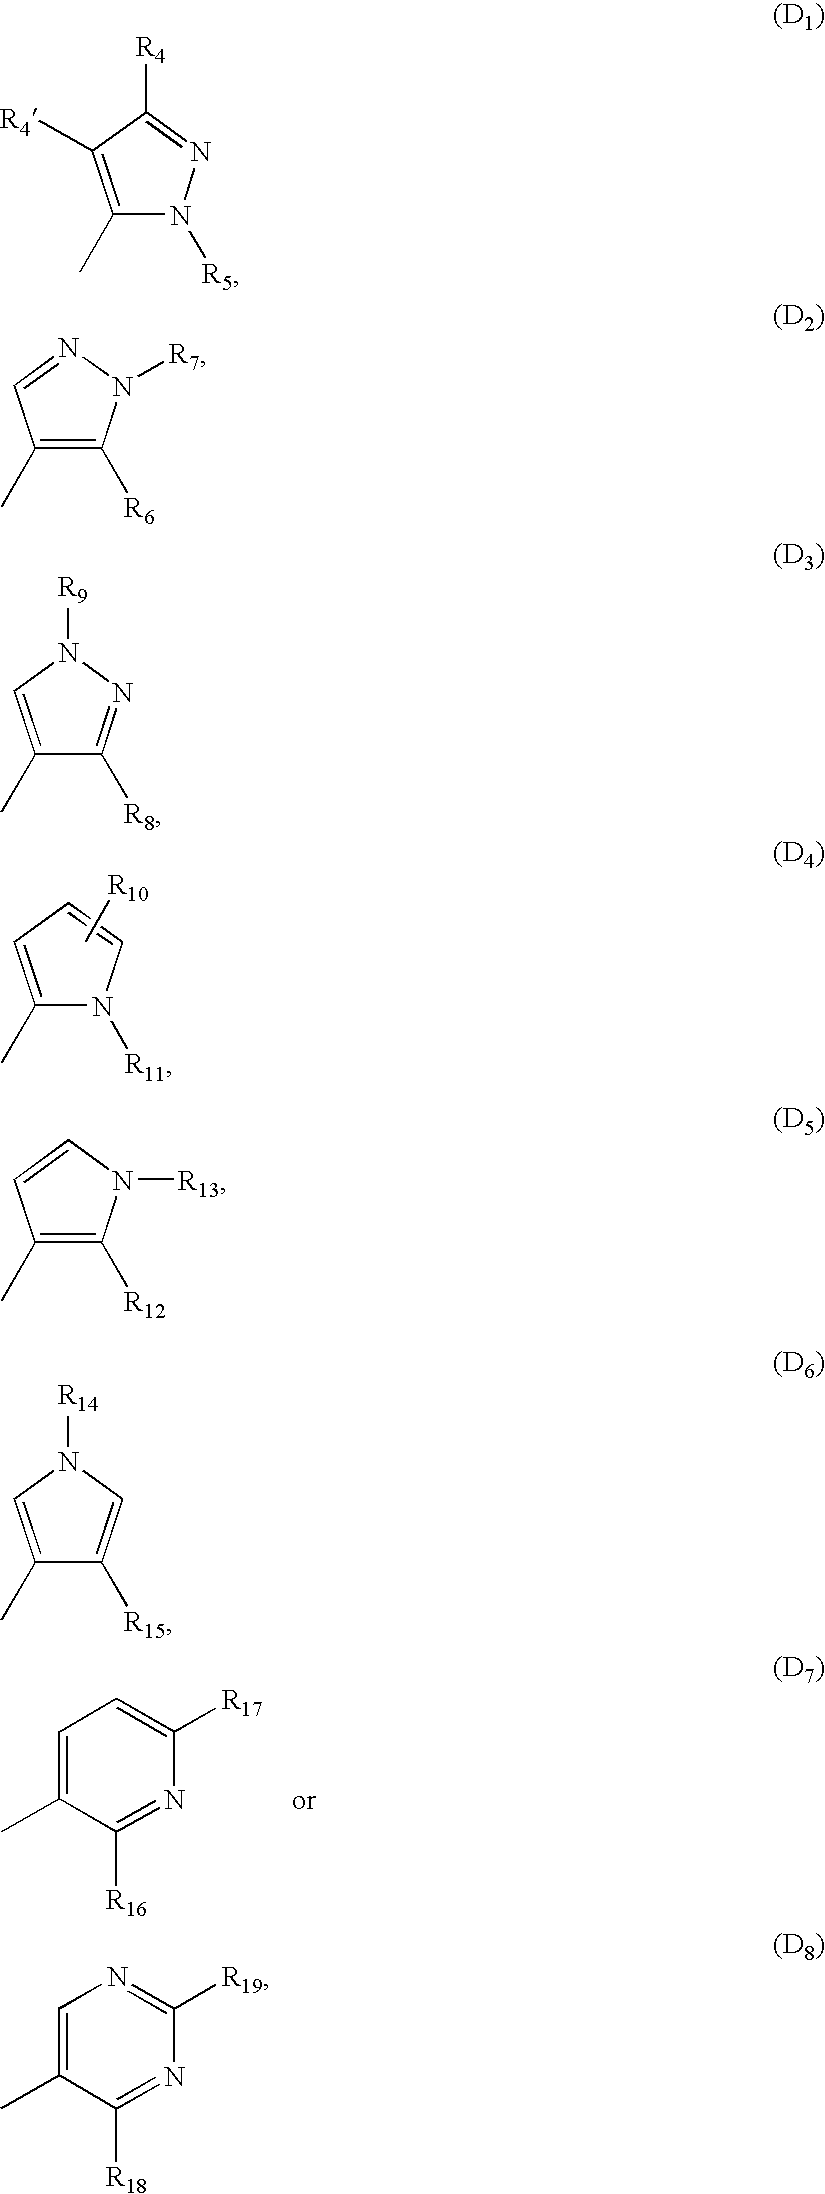 (D1)
R4
R4′
N
N
R5,
(D2)
N
R7,
N
R6
(D3)
R9
N
N
R8,
(D4)
R10
N
R11,
(D5)
N
R13,
R12
(D6)
R14
N
R15,
(D7)
R17
N
or
R16
(D8)
N
R19,
N
R18